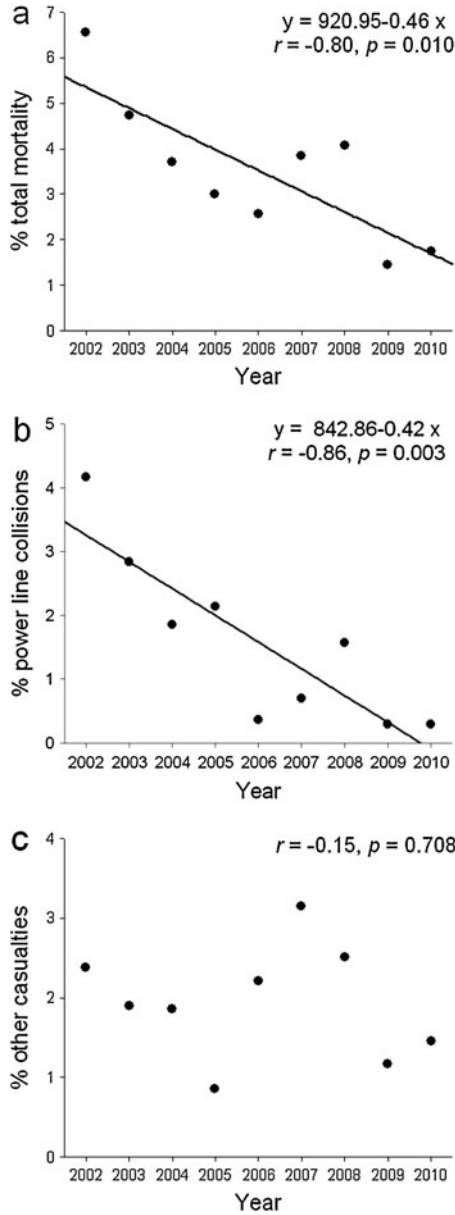 a
y = 920.95-0.46 x
r = -0.80, p = 0.010
7
6
5
4
3
2
1
0
% total mortality
2002 2003 2004 2005 2006 2007 2008 2009 2010
Year
b
y = 842.86-0.42 x
r = -0.86, p = 0.003
5
4
3
2
1
0
% power line collisions
2002 2003 2004 2005 2006 2007 2008 2009 2010
Year
c
r = -0.15, p = 0.708
4
3
2
1
0
% other casualties
2002 2003 2004 2005 2006 2007 2008 2009 2010
Year